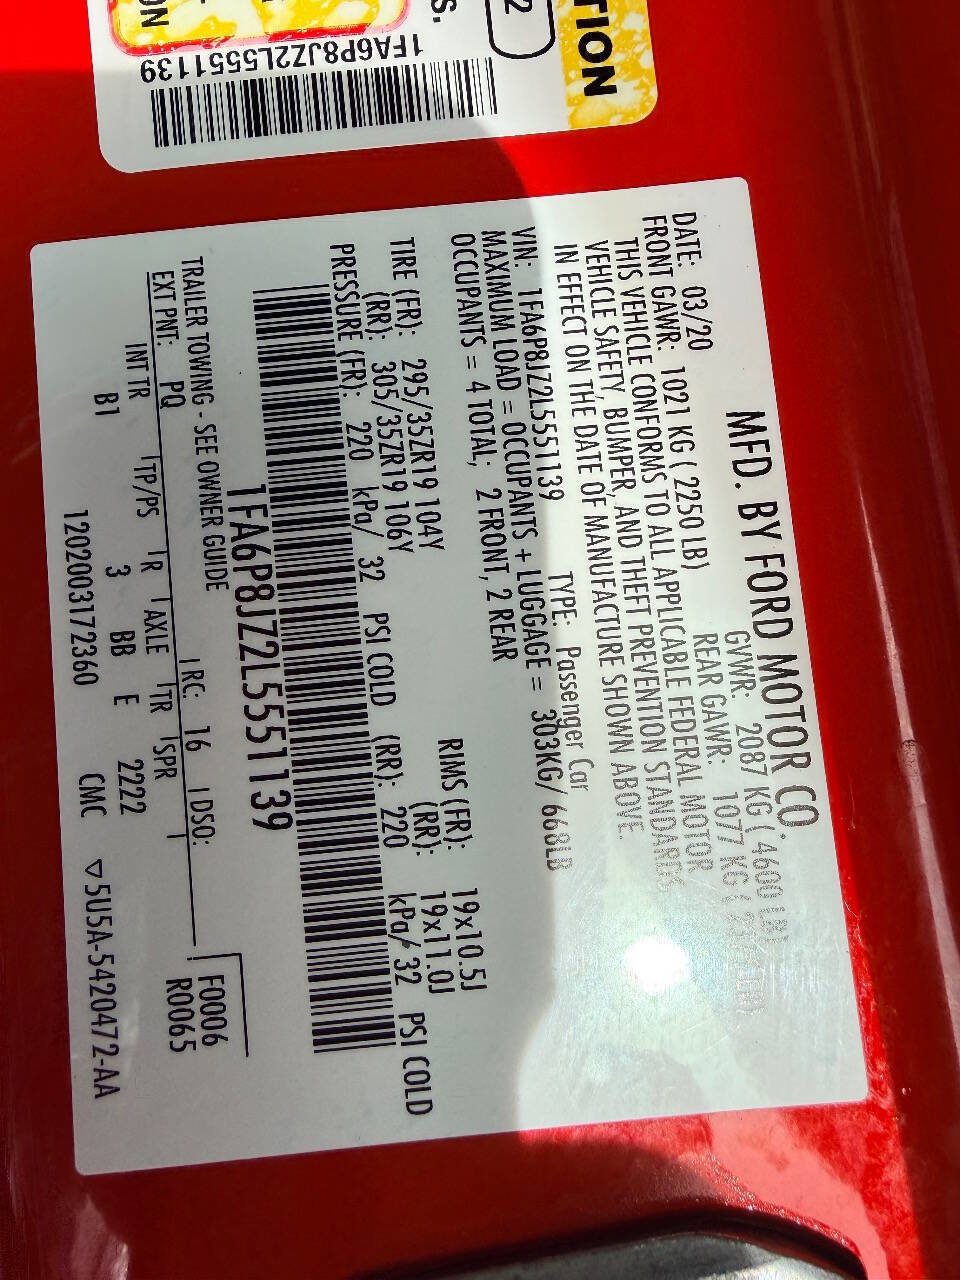 TION
2
S.
ON
1FA6P8JZ2L5551139
MFD. BY FORD MOTOR CO.
DATE: 03/20 GVWR: 2087 KG ( 4600 LB)
FRONT GAWR: 1021 KG ( 2250 LB) REAR GAWR: 1077 KG (
THIS VEHICLE CONFORMS TO ALL APPLICABLE FEDERAL MOTOR
VEHICLE SAFETY, BUMPER, AND THEFT PREVENTION STANDARDS
IN EFFECT ON THE DATE OF MANUFACTURE SHOWN ABOVE.
VIN: 1FA6P8JZ2L5551139 TYPE: Passenger Car
MAXIMUM LOAD = OCCUPANTS + LUGGAGE = 303KG/ 668LB
OCCUPANTS = 4 TOTAL; 2 FRONT, 2 REAR
RIMS (FR): 19x10.5J
TIRE (FR): 295/35ZR19 104Y (RR): 19x11.0J
(RR): 305/35ZR19 106Y
PRESSURE (FR): 220 kPa/ 32 PSI COLD (RR): 220 kPa/ 32 PSI COLD
1FA6P8JZ2L5551139
TRAILER TOWING - SEE OWNER GUIDE
EXT PNT: PQ RC: 16 DSO: F0006
R0065
INT TR TP/PS R AXLE TR SPR
B1 3 BB E 2222
1202003172360 CMC ▽5U5A-5420472-AA